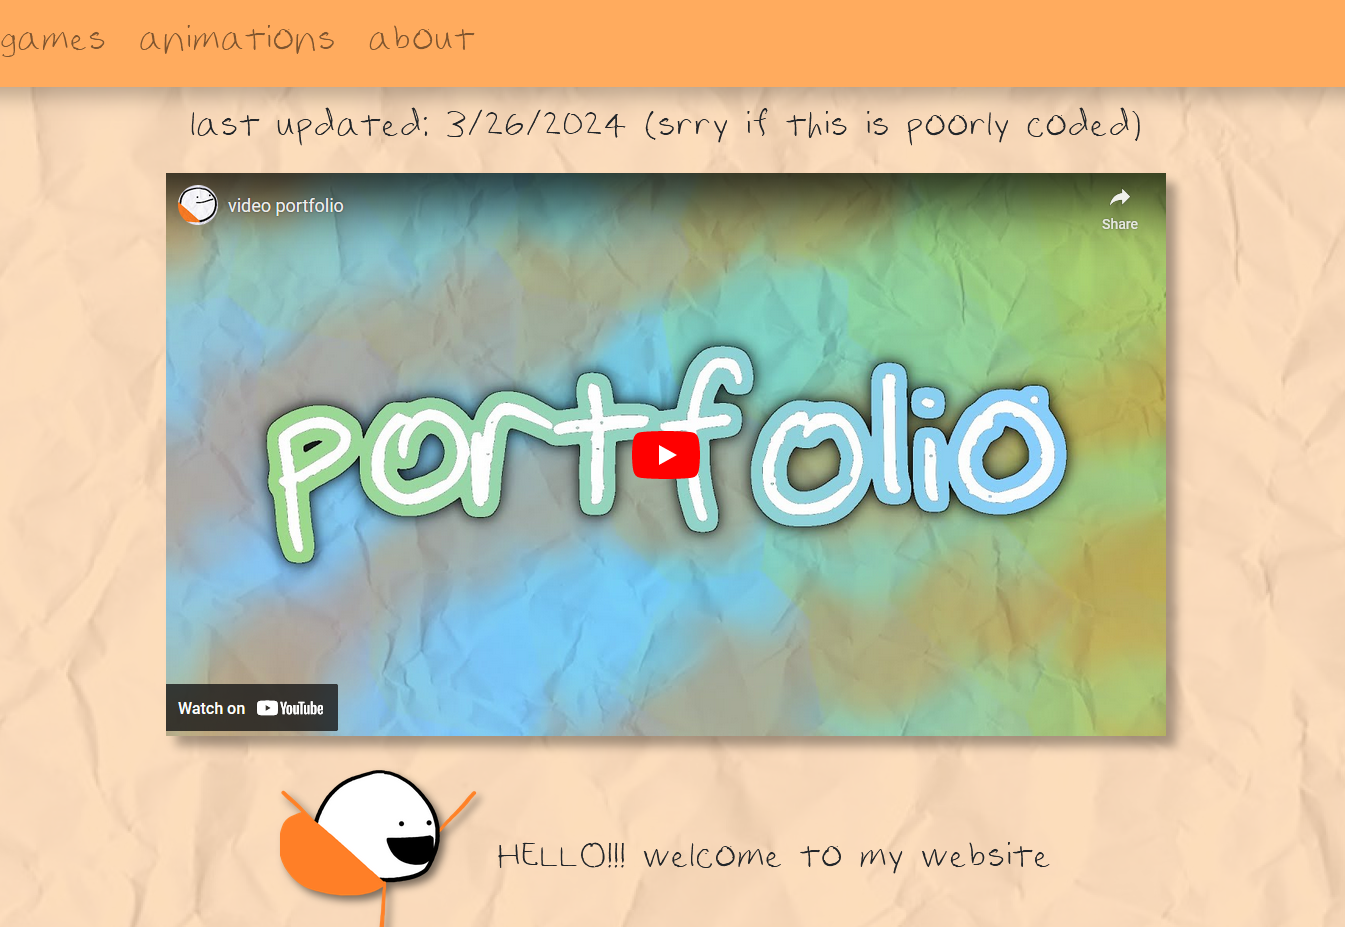 games animations about
last updated: 3/26/2024 (srry if this is poorly coded)
video portfolio
Share
portfolio
Watch on YouTube
HELLO!!! welcome to my website